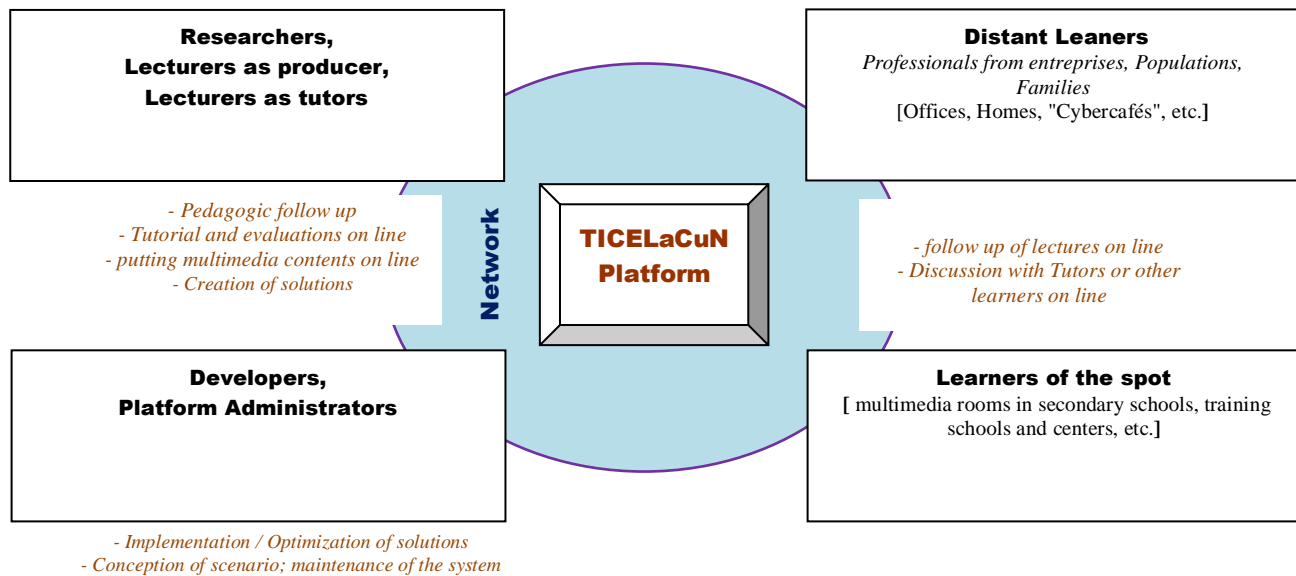 Researchers,
Lecturers as producer,
Lecturers as tutors
- Pedagogic follow up
- Tutorial and evaluations on line
- putting multimedia contents on line
- Creation of solutions
Developers,
Platform Administrators
- Implementation / Optimization of solutions
- Conception of scenario; maintenance of the system
Network
TICELaCuN
Platform
Distant Leaners
Professionals from entreprises, Populations,
Families
[Offices, Homes, "Cybercafés", etc.]
- follow up of lectures on line
- Discussion with Tutors or other
learners on line
Learners of the spot
[ multimedia rooms in secondary schools, training
schools and centers, etc.]